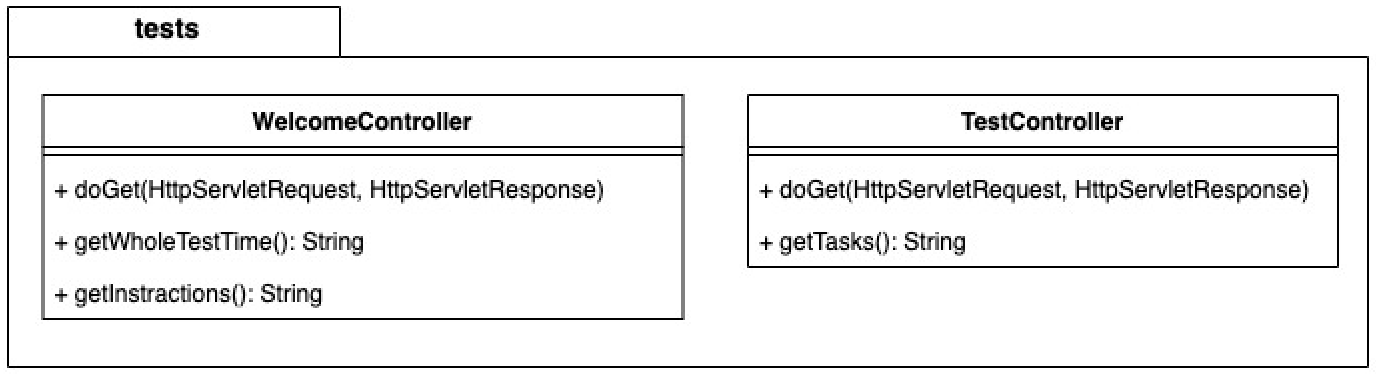 tests
WelcomeController
+ doGet(HttpServletRequest, HttpServletResponse)
+ getWholeTestTime(): String
+ getInstractions(): String
TestController
+ doGet(HttpServletRequest, HttpServletResponse)
+ getTasks(): String